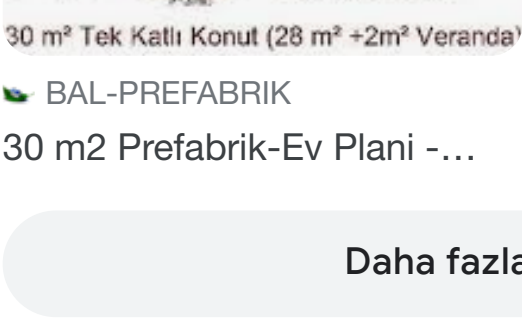 30 m² Tek Katlı Konut (28 m² +2m² Veranda)
BAL-PREFABRIK
30 m2 Prefabrik-Ev Plani -...
Daha fazla